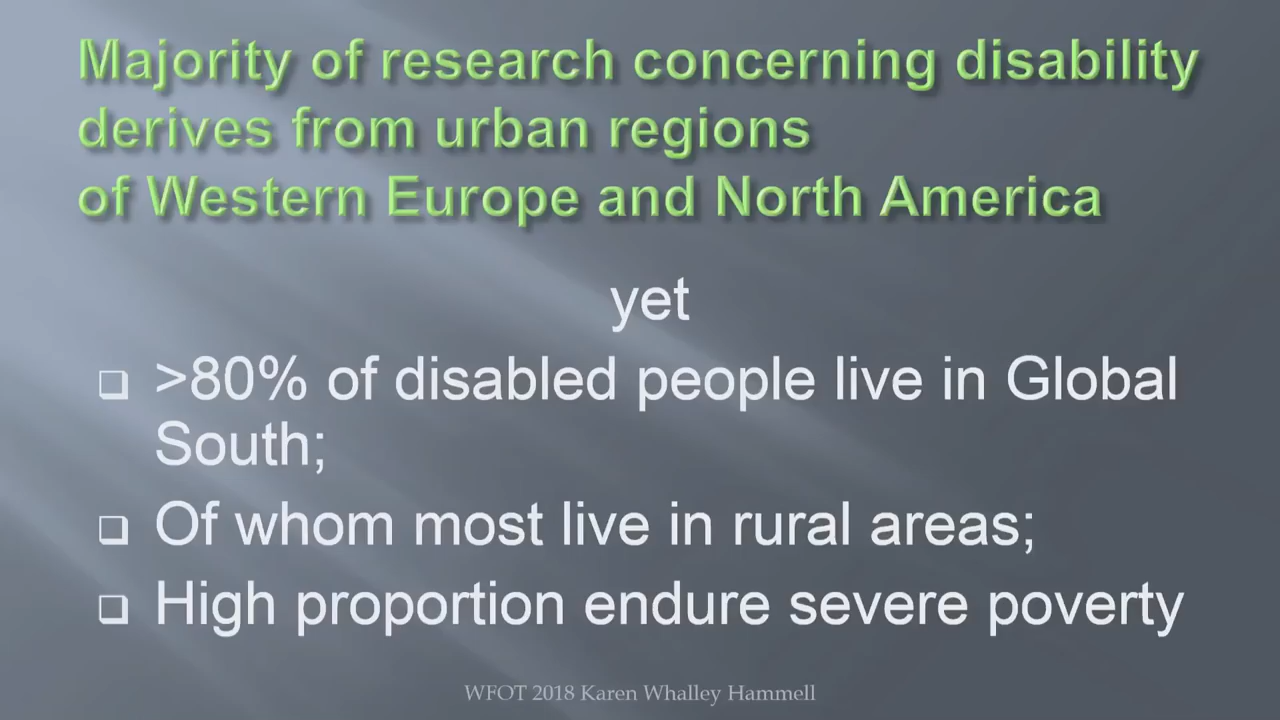 Majority of research concerning disability
derives from urban regions
of Western Europe and North America
yet
>80% of disabled people live in Global
South;
Of whom most live in rural areas;
High proportion endure severe poverty
WFOT 2018 Karen Whalley Hammell